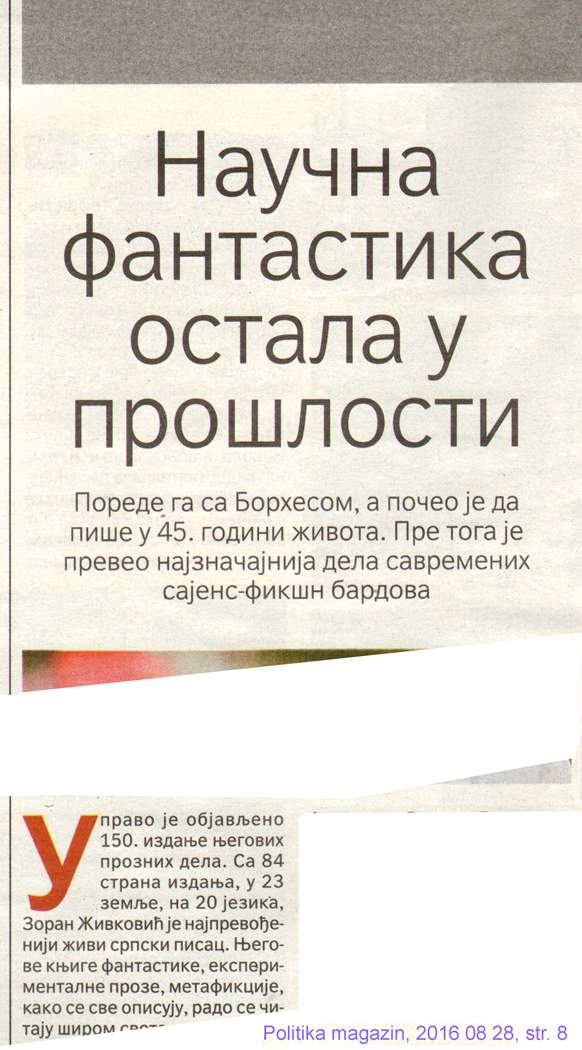 Научна
фантастика
остала у
прошлости
Пореде га са Борхесом, а почео је да
пише у 45. години живота. Пре тога је
превео најзначајнија дела савремених
сајенс-фикшн бардова
Управо је објављено
150. издање његових
прозних дела. Са 84
страна издања, у 23
земље, на 20 језика,
Зоран Живковић је најпревође-
нији живи српски писац. Њего-
ве књиге фантастике, експери-
менталне прозе, метафикције,
како се све описују, радо се чи-
тају широм
Politika magazin, 2016 08 28, str. 8